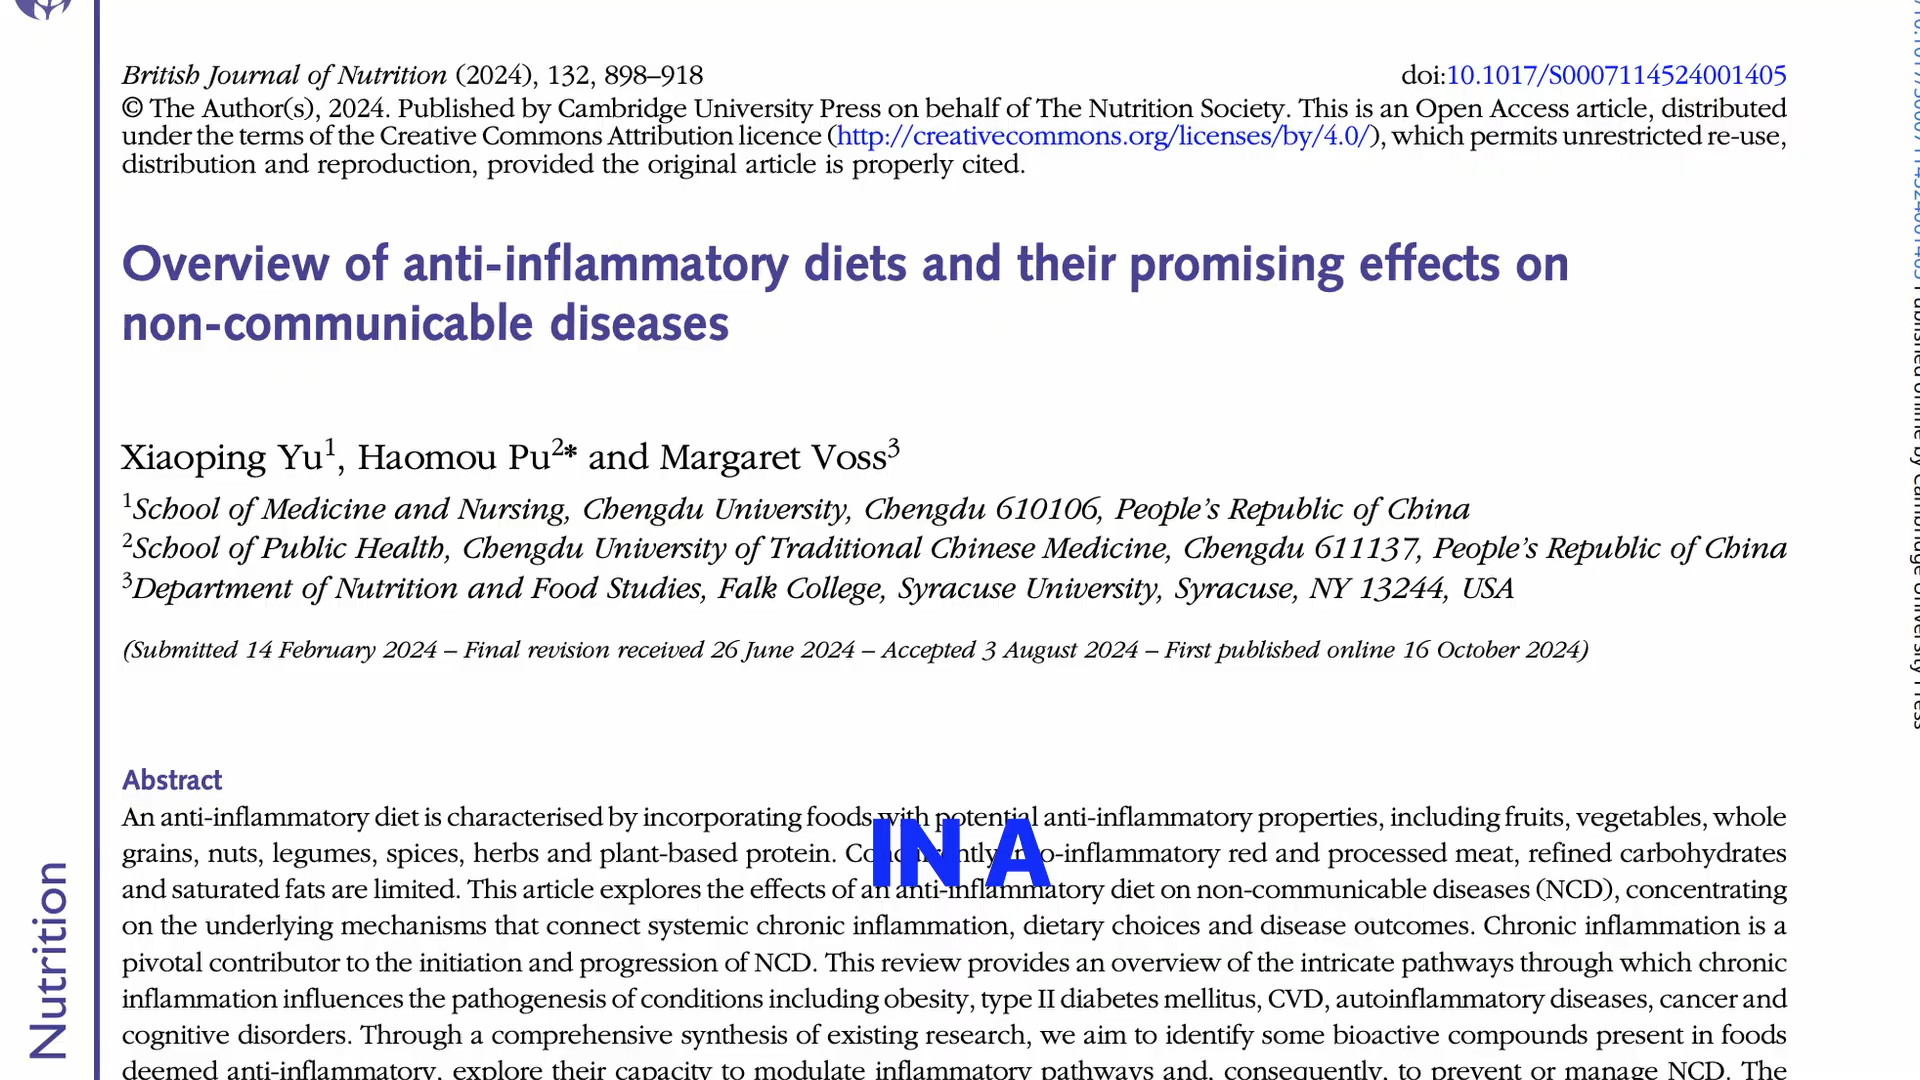 British Journal of Nutrition (2024), 132, 898–918
doi:10.1017/S0007114524001405
© The Author(s), 2024. Published by Cambridge University Press on behalf of The Nutrition Society. This is an Open Access article, distributed
under the terms of the Creative Commons Attribution licence (http://creativecommons.org/licenses/by/4.0/), which permits unrestricted re-use,
distribution and reproduction, provided the original article is properly cited.
Overview of anti-inflammatory diets and their promising effects on
non-communicable diseases
Xiaoping Yu1, Haomou Pu2* and Margaret Voss3
1School of Medicine and Nursing, Chengdu University, Chengdu 610106, People's Republic of China
2School of Public Health, Chengdu University of Traditional Chinese Medicine, Chengdu 611137, People's Republic of China
3Department of Nutrition and Food Studies, Falk College, Syracuse University, Syracuse, NY 13244, USA
(Submitted 14 February 2024 – Final revision received 26 June 2024 – Accepted 3 August 2024 – First published online 16 October 2024)
Abstract
An anti-inflammatory diet is characterised by incorporating foods with potential anti-inflammatory properties, including fruits, vegetables, whole
grains, nuts, legumes, spices, herbs and plant-based protein. Concurrently, pro-inflammatory red and processed meat, refined carbohydrates
and saturated fats are limited. This article explores the effects of an anti-inflammatory diet on non-communicable diseases (NCD), concentrating
on the underlying mechanisms that connect systemic chronic inflammation, dietary choices and disease outcomes. Chronic inflammation is a
pivotal contributor to the initiation and progression of NCD. This review provides an overview of the intricate pathways through which chronic
inflammation influences the pathogenesis of conditions including obesity, type II diabetes mellitus, CVD, autoinflammatory diseases, cancer and
cognitive disorders. Through a comprehensive synthesis of existing research, we aim to identify some bioactive compounds present in foods
deemed anti-inflammatory, explore their capacity to modulate inflammatory pathways and, consequently, to prevent or manage NCD. The
IN A
Nutrition
Published online by Cambridge University Press